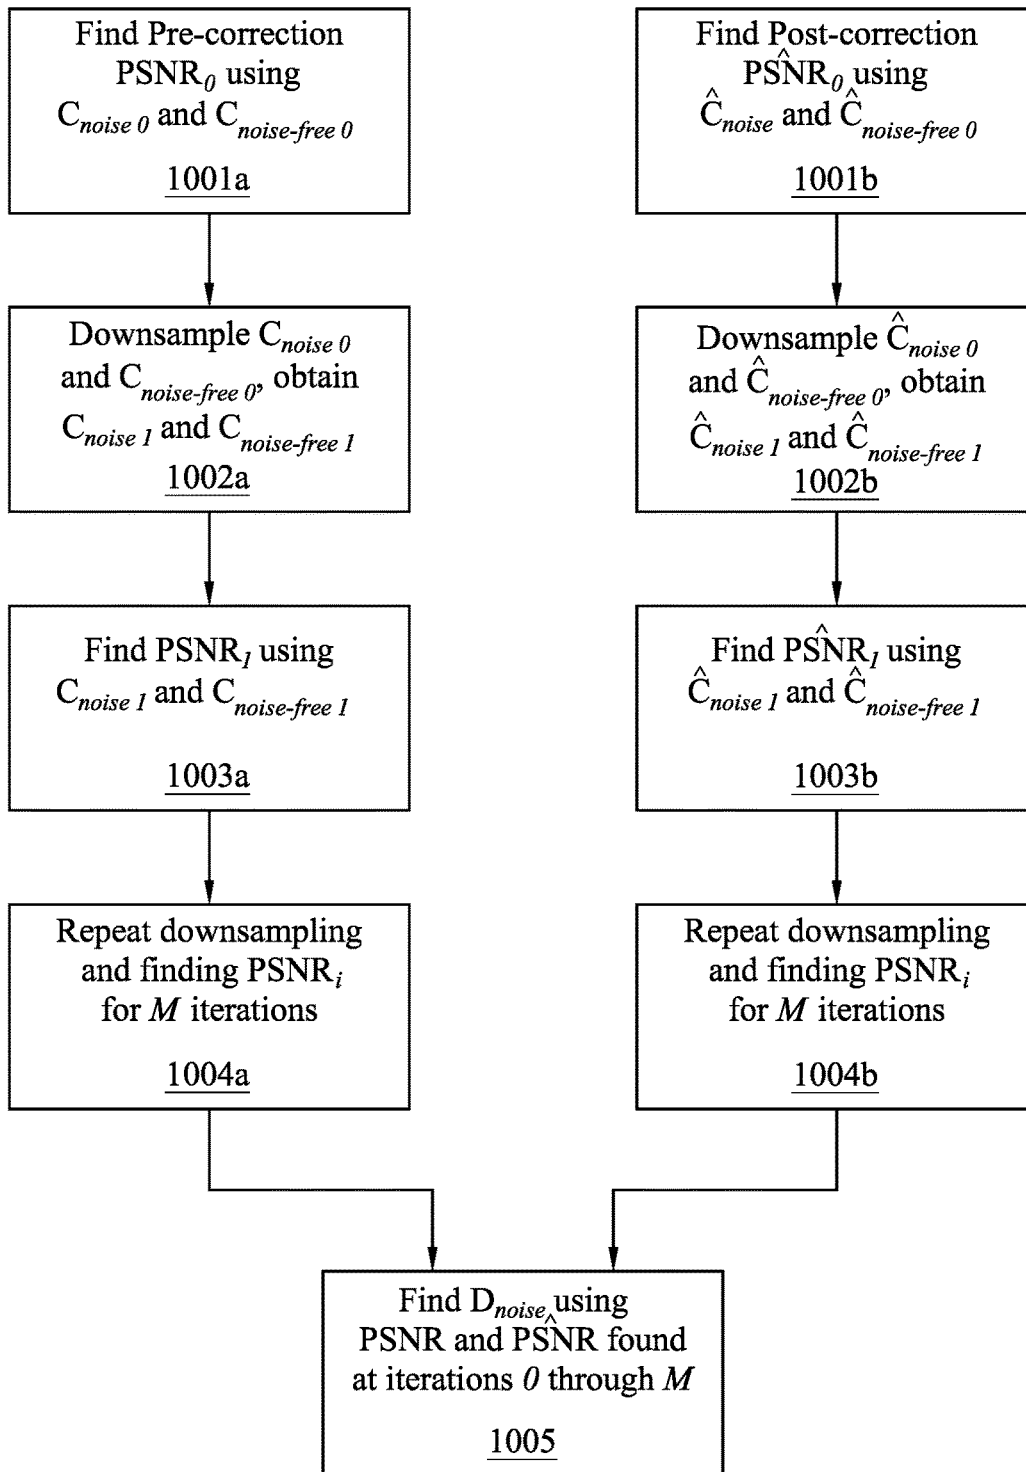 Find Pre-correction
PSNR0 using
Cnoise 0 and Cnoise-free 0
1001a
Downsample Cnoise 0
and Cnoise-free 0, obtain
Cnoise 1 and Cnoise-free 1
1002a
Find PSNR1 using
Cnoise 1 and Cnoise-free 1
1003a
Repeat downsampling
and finding PSNRi
for M iterations
1004a
Find Post-correction
PSN̂R0 using
Ĉnoise and Ĉnoise-free 0
1001b
Downsample Ĉnoise 0
and Ĉnoise-free 0, obtain
Ĉnoise 1 and Ĉnoise-free 1
1002b
Find PSN̂R1 using
Ĉnoise 1 and Ĉnoise-free 1
1003b
Repeat downsampling
and finding PSNRi
for M iterations
1004b
Find Dnoise using
PSNR and PSN̂R found
at iterations 0 through M
1005